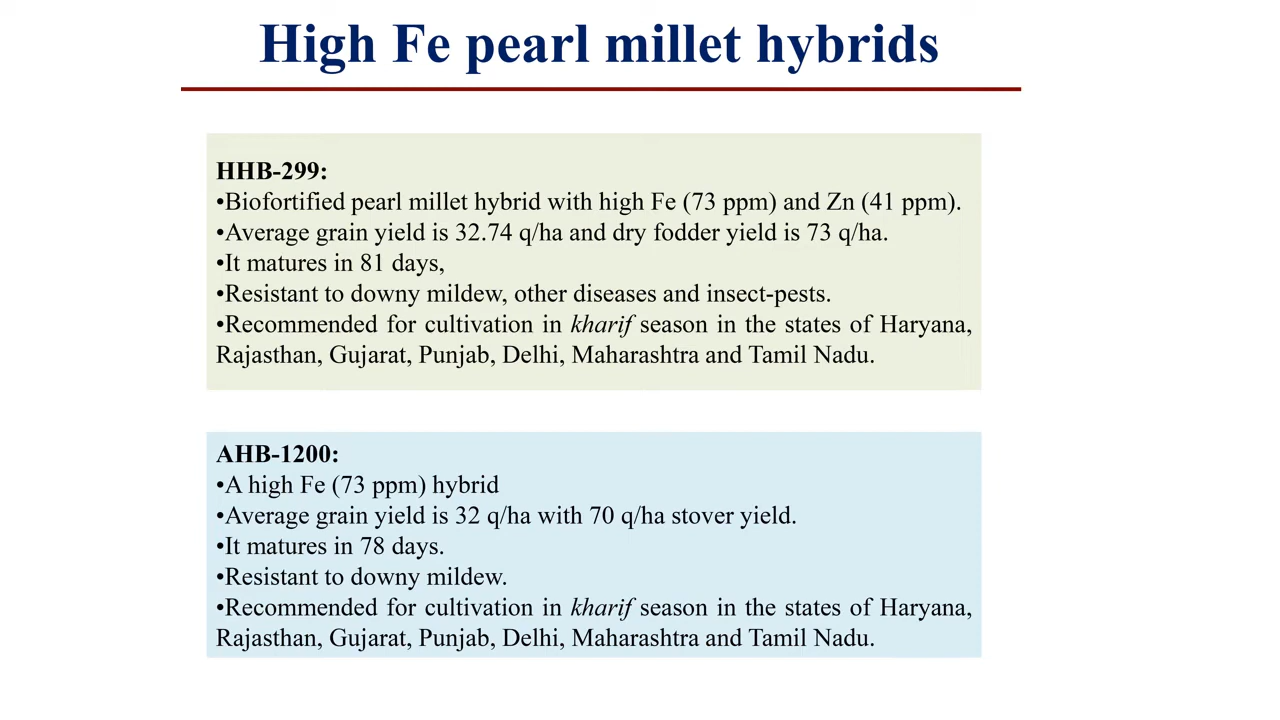 High Fe pearl millet hybrids
HHB-299:
•Biofortified pearl millet hybrid with high Fe (73 ppm) and Zn (41 ppm).
•Average grain yield is 32.74 q/ha and dry fodder yield is 73 q/ha.
•It matures in 81 days,
•Resistant to downy mildew, other diseases and insect-pests.
•Recommended for cultivation in kharif season in the states of Haryana,
Rajasthan, Gujarat, Punjab, Delhi, Maharashtra and Tamil Nadu.
AHB-1200:
•A high Fe (73 ppm) hybrid
•Average grain yield is 32 q/ha with 70 q/ha stover yield.
•It matures in 78 days.
•Resistant to downy mildew.
•Recommended for cultivation in kharif season in the states of Haryana,
Rajasthan, Gujarat, Punjab, Delhi, Maharashtra and Tamil Nadu.